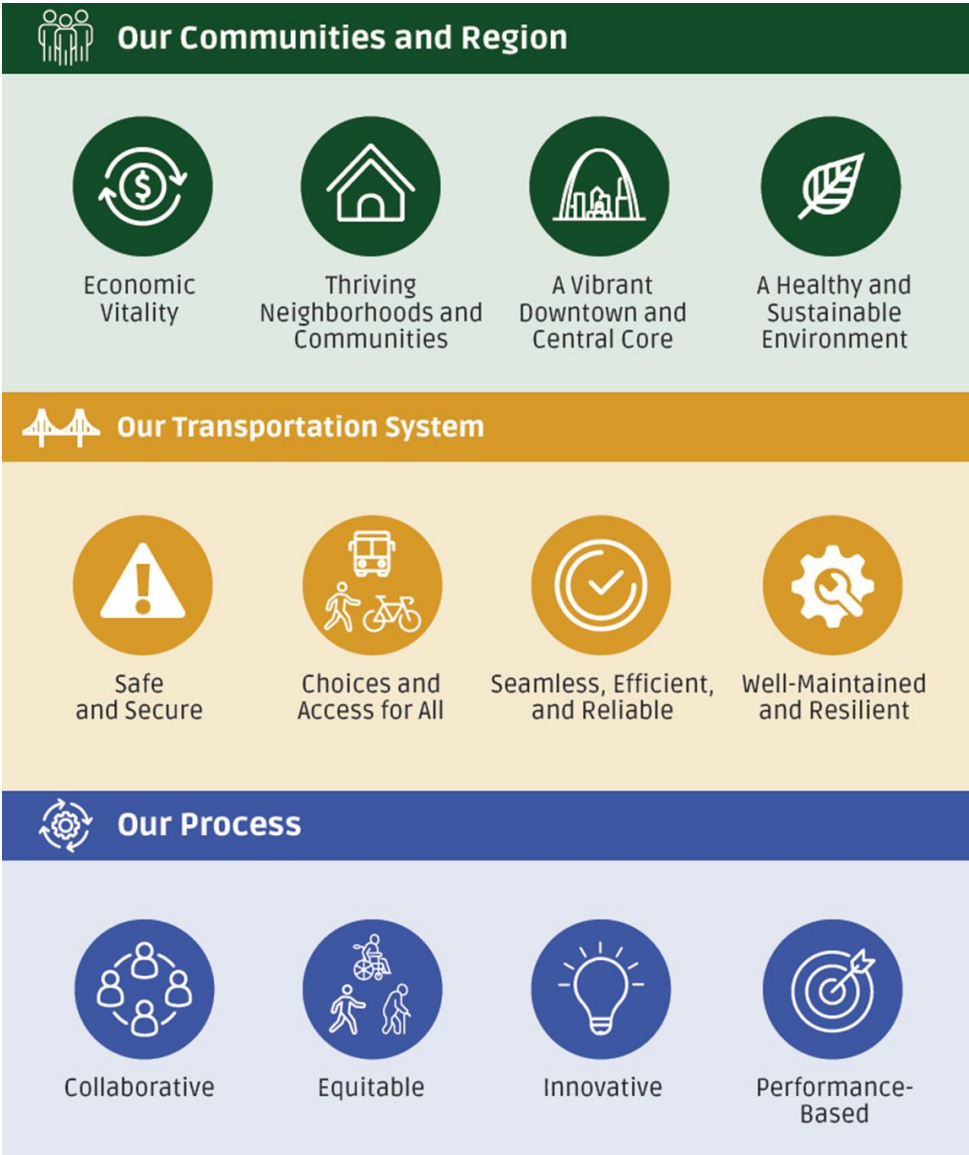 Our Communities and Region
Economic
Vitality
Thriving
Neighborhoods and
Communities
A Vibrant
Downtown and
Central Core
A Healthy and
Sustainable
Environment
Our Transportation System
Safe
and Secure
Choices and
Access for All
Seamless, Efficient,
and Reliable
Well-Maintained
and Resilient
Our Process
Collaborative
Equitable
Innovative
Performance-
Based